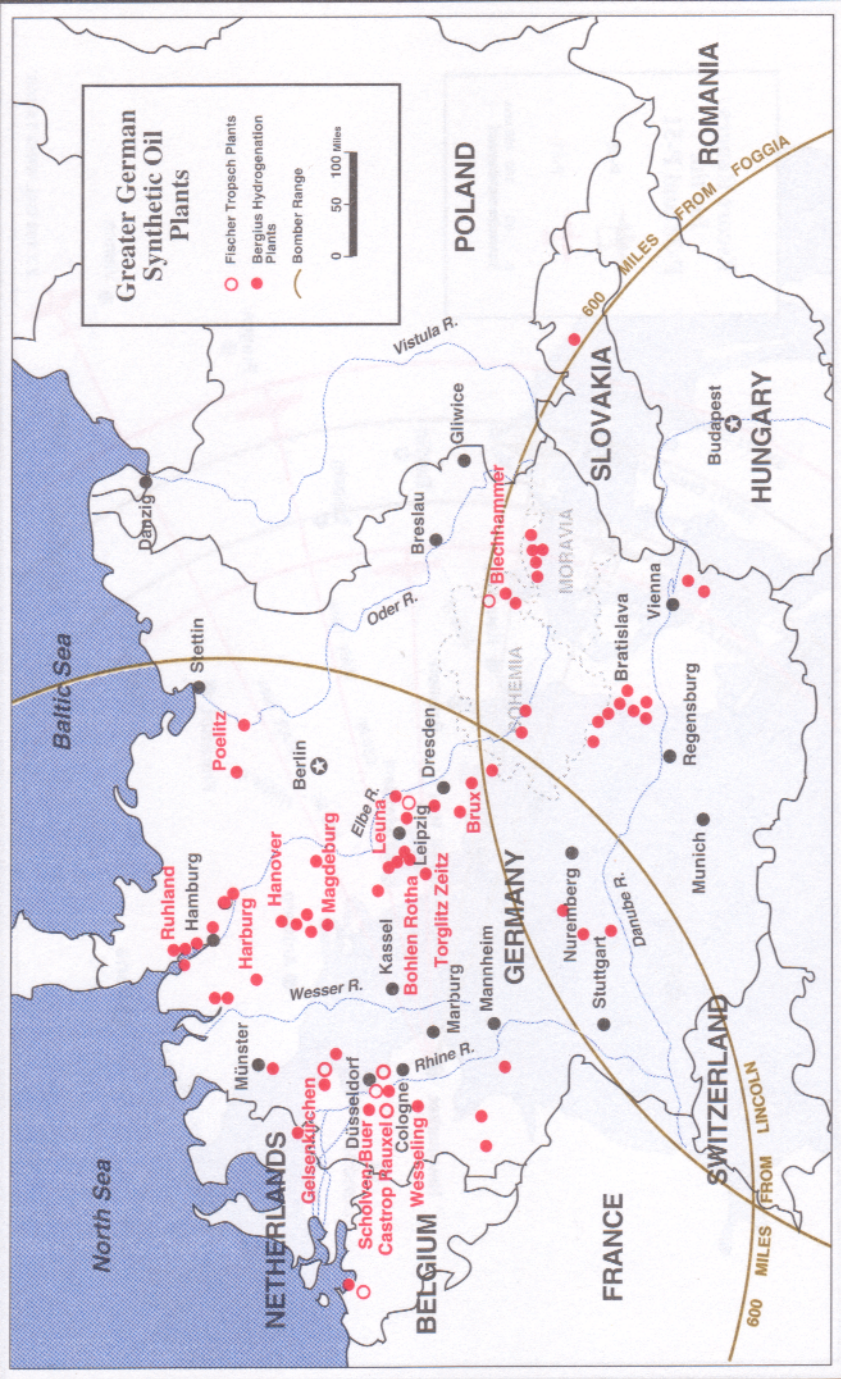 Greater German
Synthetic Oil
Plants
Fischer Tropsch Plants
Bergius Hydrogenation
Plants
Bomber Range
0 50 100 Miles
North Sea
Baltic Sea
Danzig
Ruhland
Hamburg
Stettin
Poelitz
Harburg
Münster
Hanover
Berlin
NETHERLANDS
Gelsenkirchen
Wesser R.
Magdeburg
Elbe R.
Oder R.
Vistula R.
POLAND
Düsseldorf
Scholven/Buer
Castrop Rauxel
Cologne
Wesseling
Rhine R.
Kassel
Bohlen Rotha
Leuna
Leipzig
Torglitz Zeitz
Dresden
Breslau
Gliwice
BELGIUM
Marburg
Mannheim
Brux
Blechhammer
GERMANY
BOHEMIA
MORAVIA
Nuremberg
Stuttgart
Danube R.
Bratislava
SLOVAKIA
FRANCE
Regensburg
Vienna
Munich
Budapest
HUNGARY
ROMANIA
SWITZERLAND
600 MILES FROM LINCOLN
600 MILES FROM FOGGIA